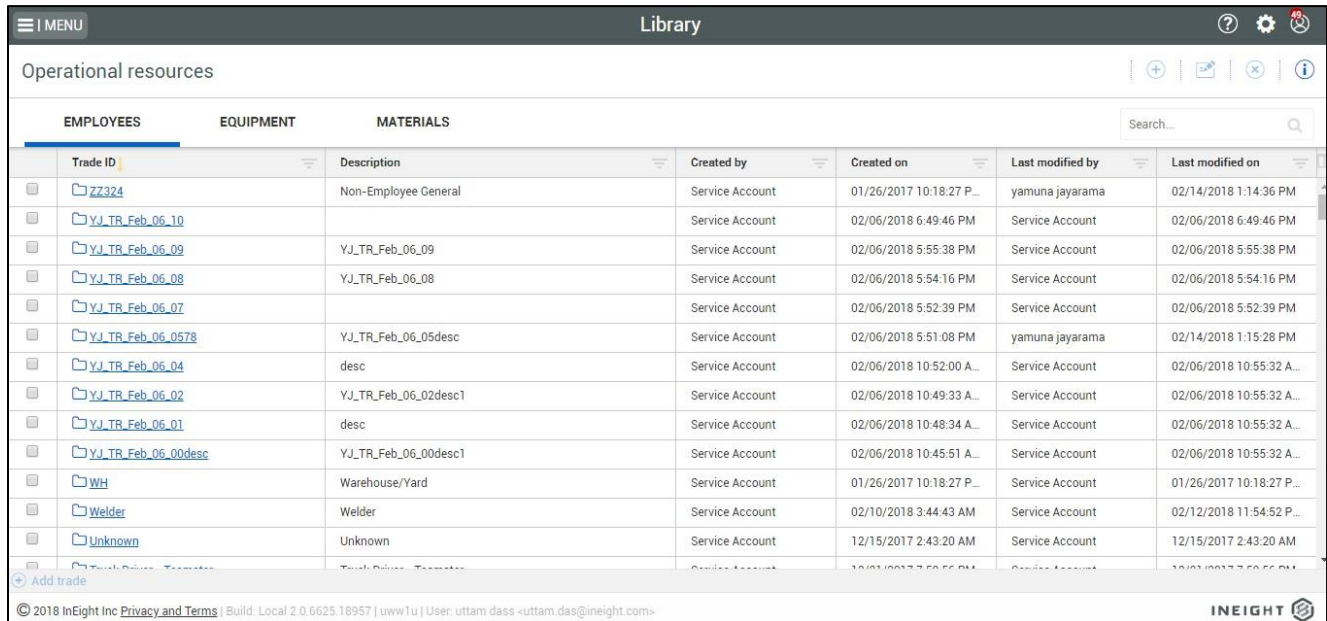 | MENU
Library
49
Operational resources
EMPLOYEES EQUIPMENT MATERIALS Search...
Trade ID Description Created by Created on Last modified by Last modified on
ZZ324 Non-Employee General Service Account 01/26/2017 10:18:27 P... yamuna jayarama 02/14/2018 1:14:36 PM
YJ_TR_Feb_06_10 Service Account 02/06/2018 6:49:46 PM Service Account 02/06/2018 6:49:46 PM
YJ_TR_Feb_06_09 YJ_TR_Feb_06_09 Service Account 02/06/2018 5:55:38 PM Service Account 02/06/2018 5:55:38 PM
YJ_TR_Feb_06_08 YJ_TR_Feb_06_08 Service Account 02/06/2018 5:54:16 PM Service Account 02/06/2018 5:54:16 PM
YJ_TR_Feb_06_07 Service Account 02/06/2018 5:52:39 PM Service Account 02/06/2018 5:52:39 PM
YJ_TR_Feb_06_0578 YJ_TR_Feb_06_05desc Service Account 02/06/2018 5:51:08 PM yamuna jayarama 02/14/2018 1:15:28 PM
YJ_TR_Feb_06_04 desc Service Account 02/06/2018 10:52:00 A... Service Account 02/06/2018 10:55:32 A...
YJ_TR_Feb_06_02 YJ_TR_Feb_06_02desc1 Service Account 02/06/2018 10:49:33 A... Service Account 02/06/2018 10:55:32 A...
YJ_TR_Feb_06_01 desc Service Account 02/06/2018 10:48:34 A... Service Account 02/06/2018 10:55:32 A...
YJ_TR_Feb_06_00desc YJ_TR_Feb_06_00desc1 Service Account 02/06/2018 10:45:51 A... Service Account 02/06/2018 10:55:32 A...
WH Warehouse/Yard Service Account 01/26/2017 10:18:27 P... Service Account 01/26/2017 10:18:27 P...
Welder Welder Service Account 02/10/2018 3:44:43 AM Service Account 02/12/2018 11:54:52 P...
Unknown Unknown Service Account 12/15/2017 2:43:20 AM Service Account 12/15/2017 2:43:20 AM
Add trade
© 2018 InEight Inc Privacy and Terms | Build: Local 2.0.6625.18957 | uww1u | User: uttam dass <uttam.das@ineight.com> INEIGHT